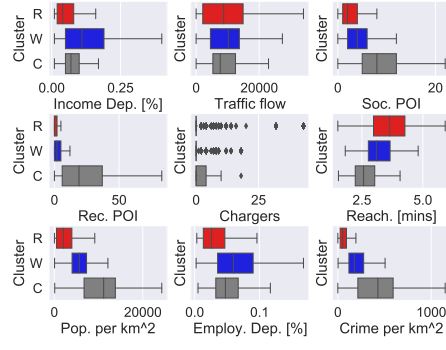 R
W
C
Cluster
0.00 0.25
Income Dep. [%]
Cluster
20000
Traffic flow
Cluster
0 20
Soc. POI
R
W
C
Cluster
0 50
Rec. POI
Cluster
0 25
Chargers
Cluster
2.5 5.0
Reach. [mins]
R
W
C
Cluster
0 20000
Pop. per km^2
Cluster
0.0 0.1
Employ. Dep. [%]
Cluster
0 1000
Crime per km^2